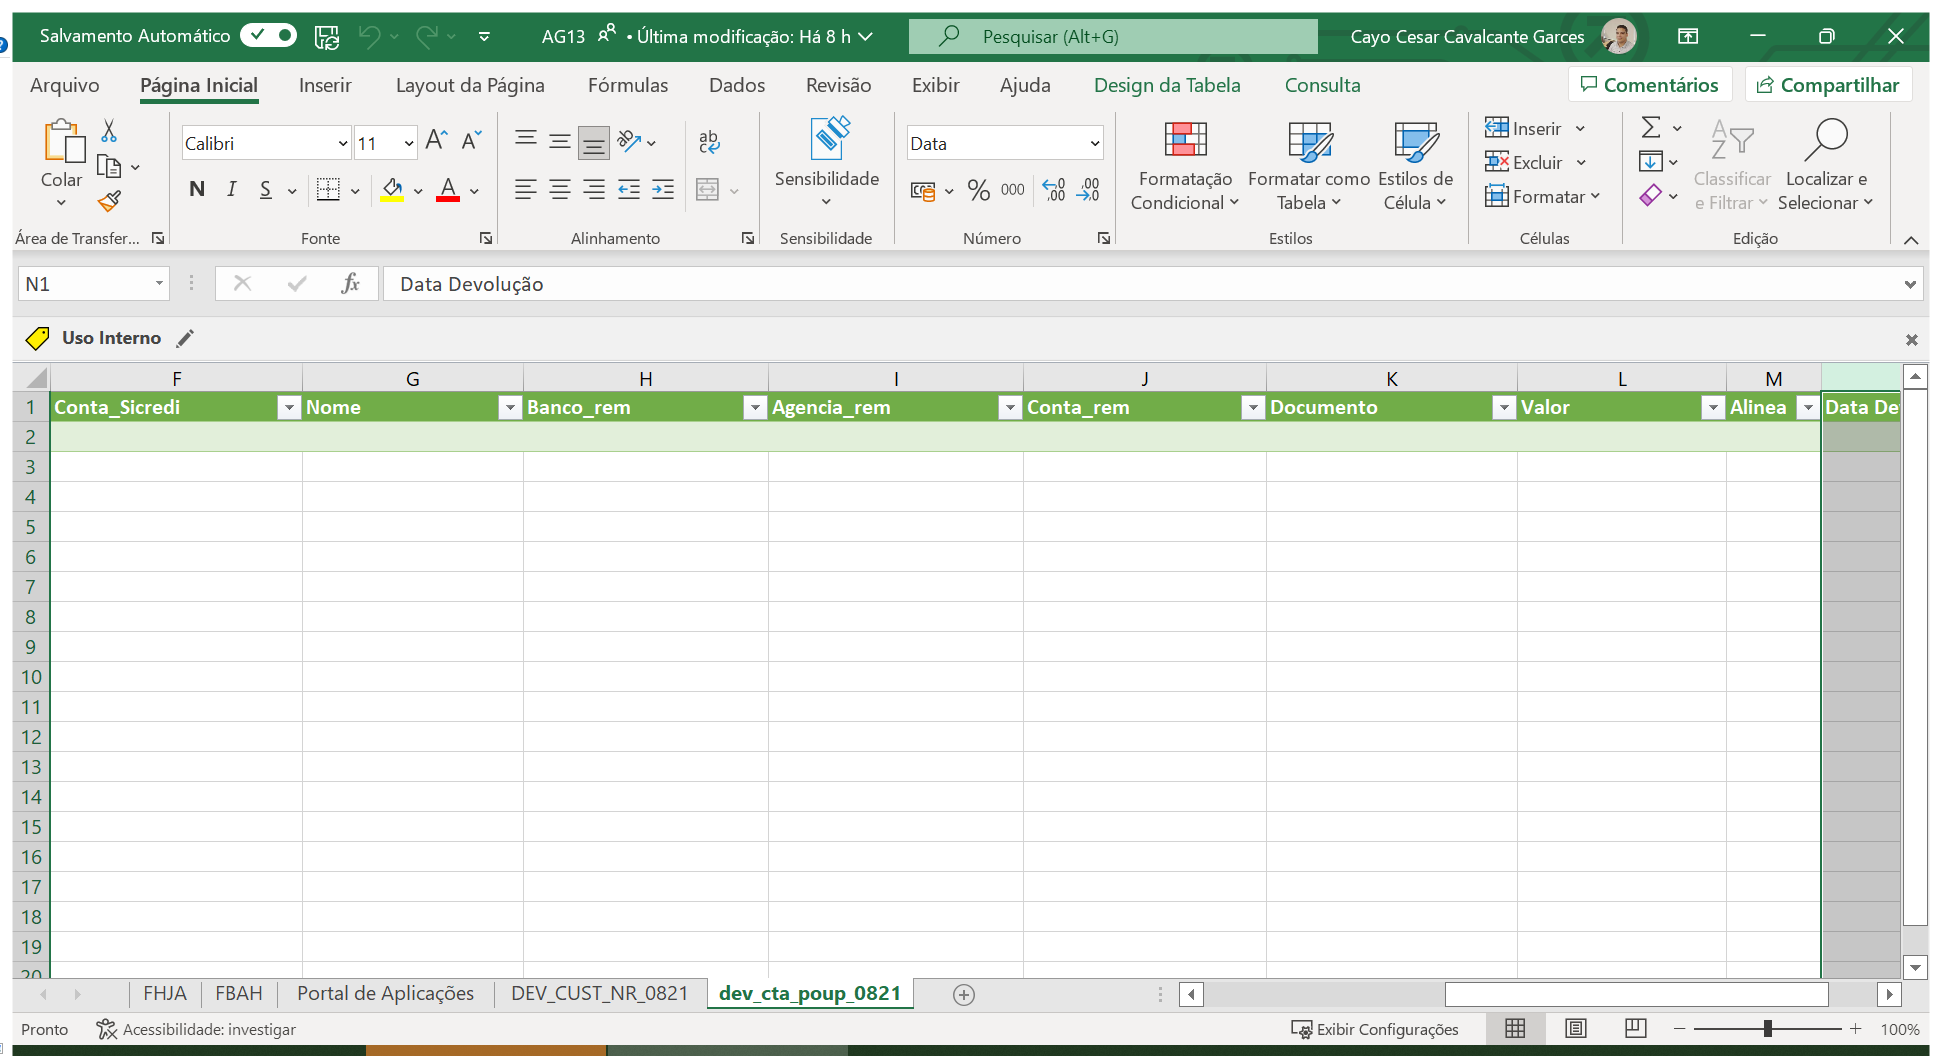 Salvamento Automático AG13 • Última modificação: Há 8 h Pesquisar (Alt+G) Cayo Cesar Cavalcante Garces
Arquivo Página Inicial Inserir Layout da Página Fórmulas Dados Revisão Exibir Ajuda Design da Tabela Consulta Comentários Compartilhar
Colar
Área de Transfer...
Calibri 11
N I S
Fonte
ab
Alinhamento
Sensibilidade
Sensibilidade
Data
% 000 ,00 ,00
Número
Formatação Condicional
Formatar como Tabela
Estilos de Célula
Estilos
Inserir
Excluir
Formatar
Células
Classificar e Filtrar
Localizar e Selecionar
Edição
N1 fx Data Devolução
Uso Interno
F G H I J K L M
1 Conta_Sicredi Nome Banco_rem Agencia_rem Conta_rem Documento Valor Alinea Data De
2
3
4
5
6
7
8
9
10
11
12
13
14
15
16
17
18
19
20
FHJA FBAH Portal de Aplicações DEV_CUST_NR_0821 dev_cta_poup_0821
Pronto Acessibilidade: investigar Exibir Configurações 100%